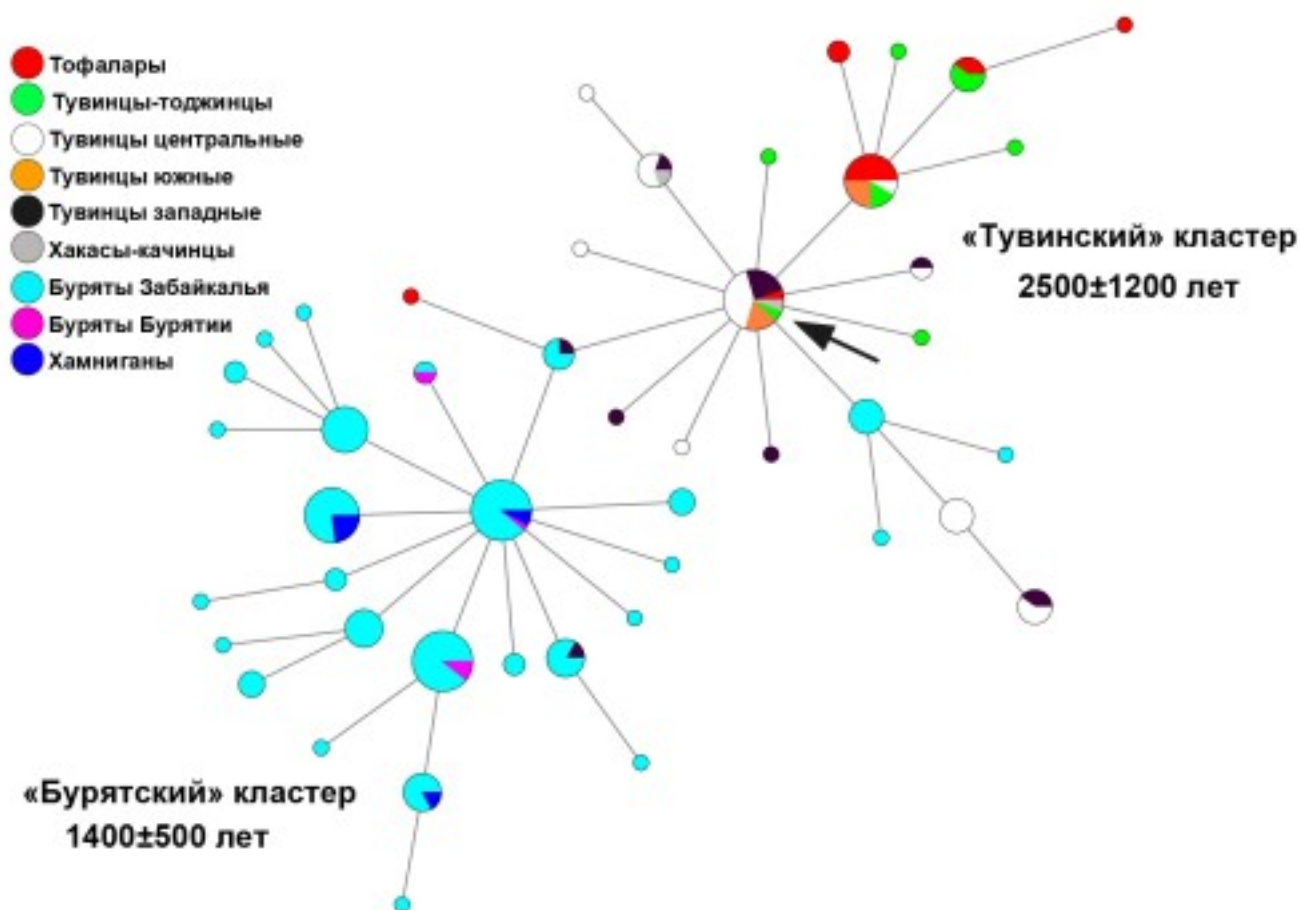 Тофалары
Тувинцы-тоджинцы
Тувинцы центральные
Тувинцы южные
Тувинцы западные
Хакасы-качинцы
Буряты Забайкалья
Буряты Бурятии
Хамниганы
«Тувинский» кластер
2500±1200 лет
«Бурятский» кластер
1400±500 лет